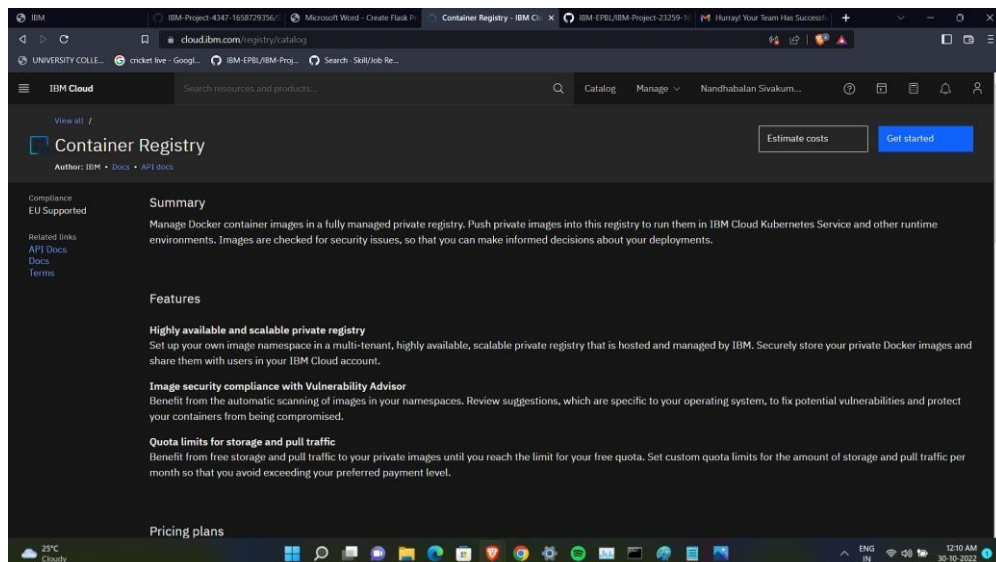 IBM
IBM-Project-4347-1658729356/S
Microsoft Word - Create Flask Pr
Container Registry - IBM Clo
IBM-EPBL/IBM-Project-23259-16
Hurray! Your Team Has Successfu
cloud.ibm.com/registry/catalog
UNIVERSITY COLLE...
cricket live - Googl...
IBM-EPBL/IBM-Proj...
Search · Skill/Job Re...
IBM Cloud
Search resources and products...
Catalog
Manage
Nandhabalan Sivakum...
View all /
Container Registry
Estimate costs
Get started
Author: IBM • Docs • API docs
Compliance
EU Supported
Related links
API Docs
Docs
Terms
Summary
Manage Docker container images in a fully managed private registry. Push private images into this registry to run them in IBM Cloud Kubernetes Service and other runtime
environments. Images are checked for security issues, so that you can make informed decisions about your deployments.
Features
Highly available and scalable private registry
Set up your own image namespace in a multi-tenant, highly available, scalable private registry that is hosted and managed by IBM. Securely store your private Docker images and
share them with users in your IBM Cloud account.
Image security compliance with Vulnerability Advisor
Benefit from the automatic scanning of images in your namespaces. Review suggestions, which are specific to your operating system, to fix potential vulnerabilities and protect
your containers from being compromised.
Quota limits for storage and pull traffic
Benefit from free storage and pull traffic to your private images until you reach the limit for your free quota. Set custom quota limits for the amount of storage and pull traffic per
month so that you avoid exceeding your preferred payment level.
Pricing plans
25°C
Cloudy
ENG
IN
12:10 AM
30-10-2022